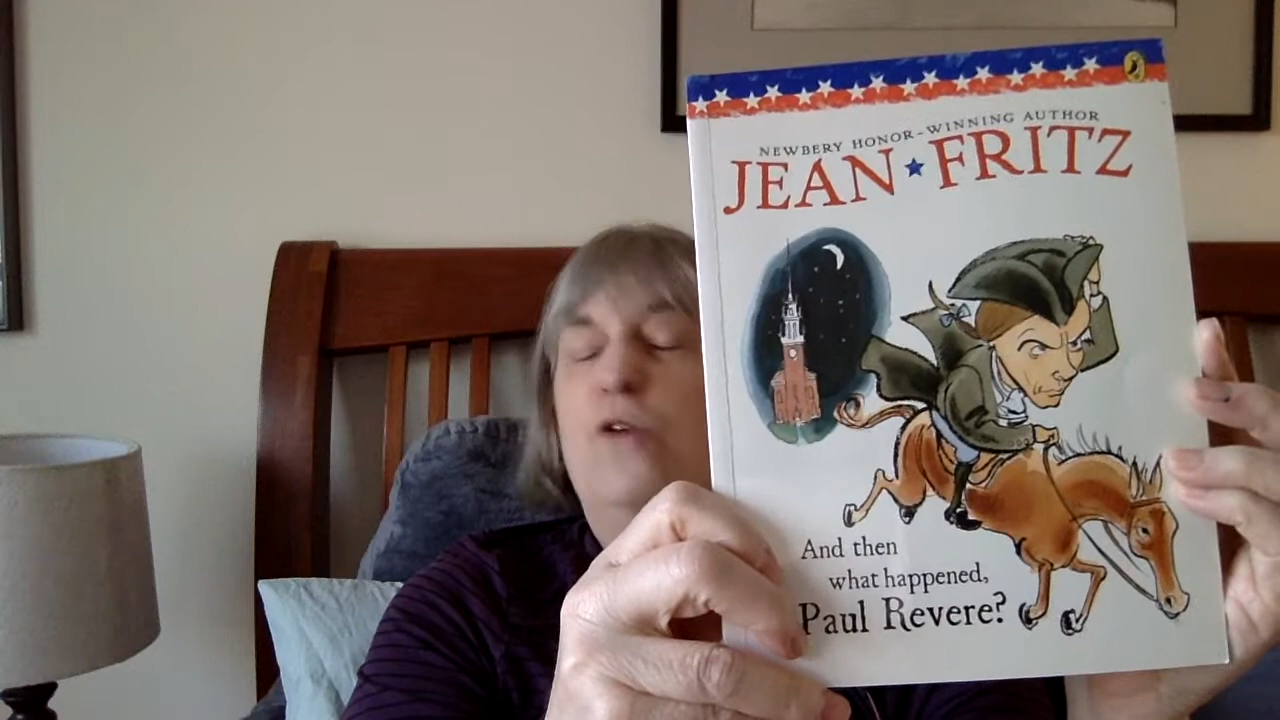 NEWBERY HONOR-WINNING AUTHOR
JEAN FRITZ
And then
what happened,
Paul Revere?